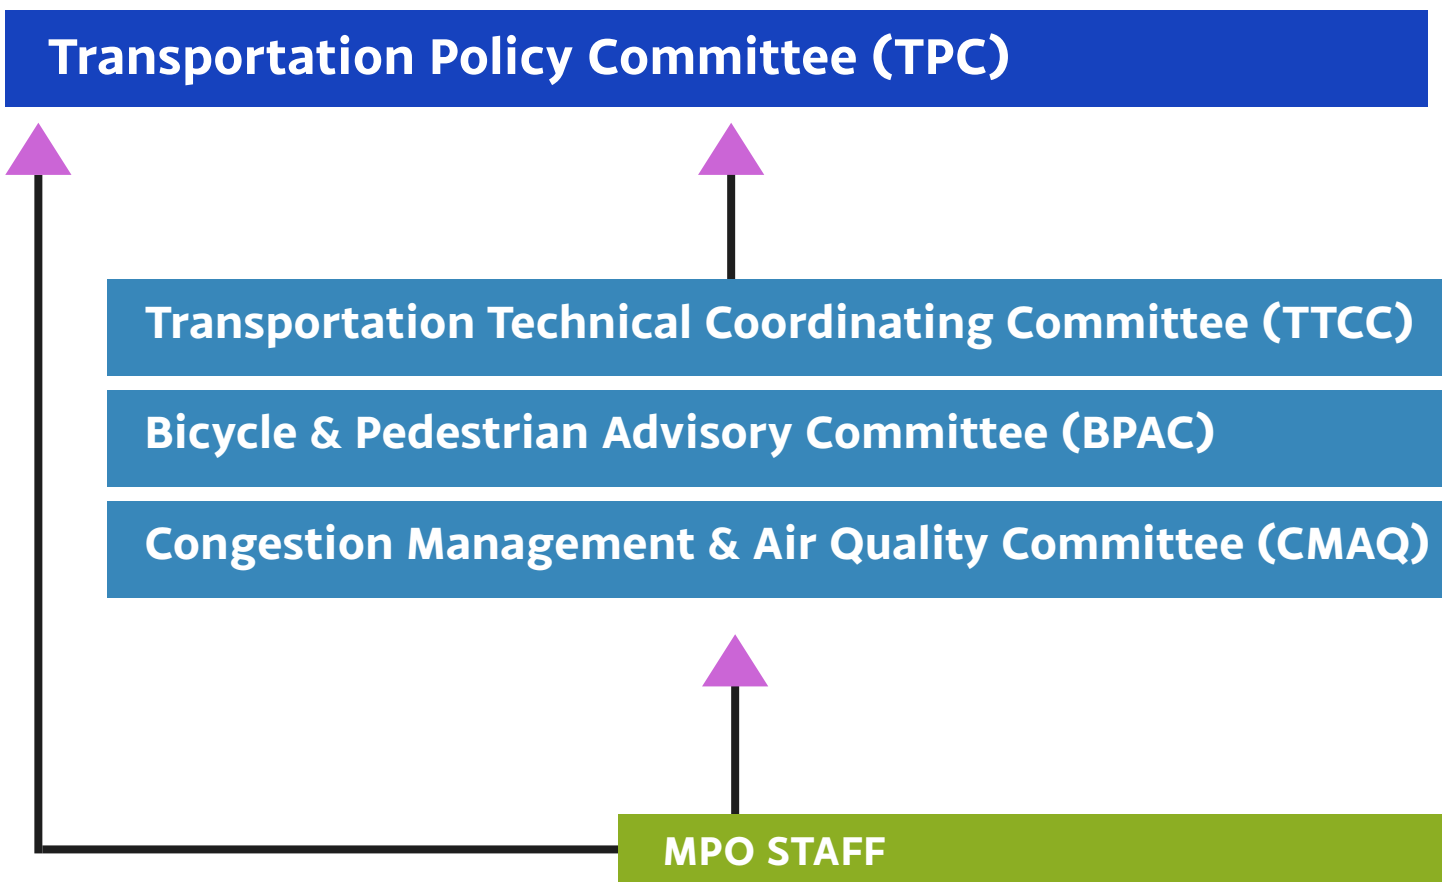 Transportation Policy Committee (TPC)
Transportation Technical Coordinating Committee (TTCC)
Bicycle & Pedestrian Advisory Committee (BPAC)
Congestion Management & Air Quality Committee (CMAQ)
MPO STAFF